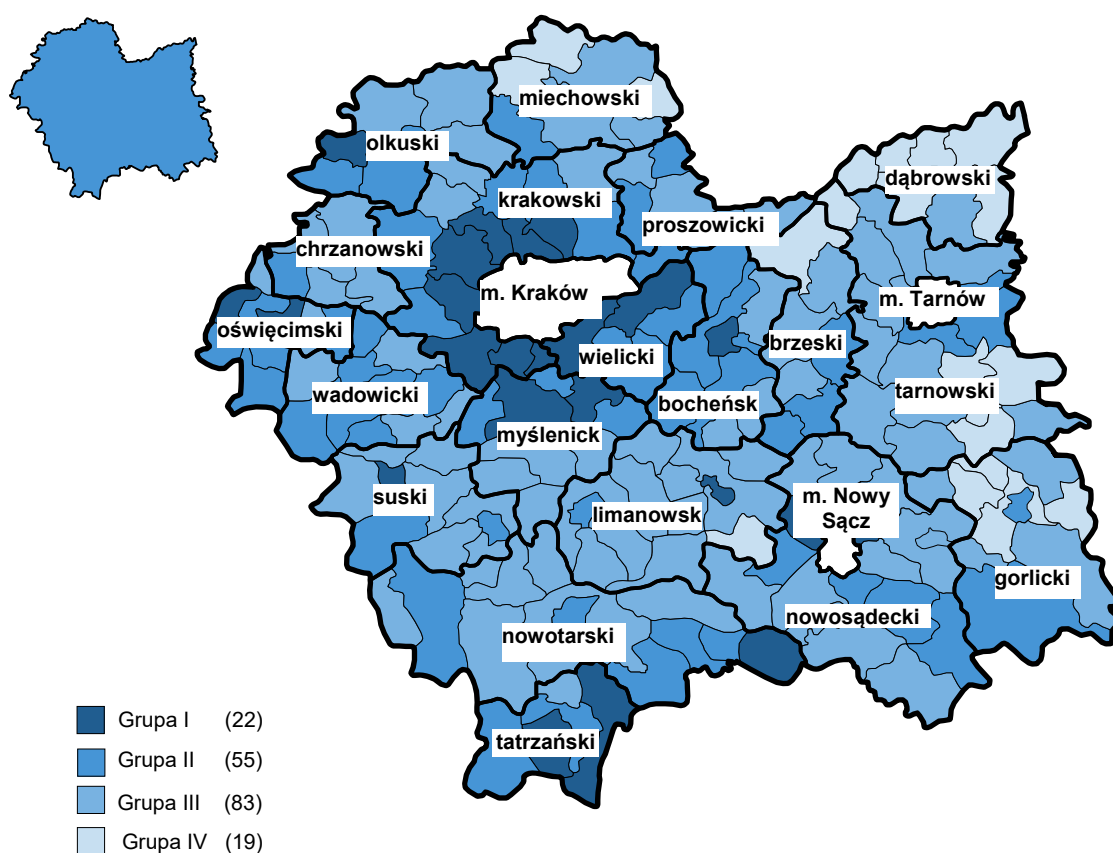 miechowski
olkuski
dąbrowski
krakowski
proszowicki
chrzanowski
m. Kraków
m. Tarnów
oświęcimski
wielicki
brzeski
wadowicki
bocheńsk
tarnowski
myślenick
suski
limanowsk
m. Nowy
Sącz
gorlicki
nowosądecki
nowotarski
tatrzański
Grupa I (22)
Grupa II (55)
Grupa III (83)
Grupa IV (19)